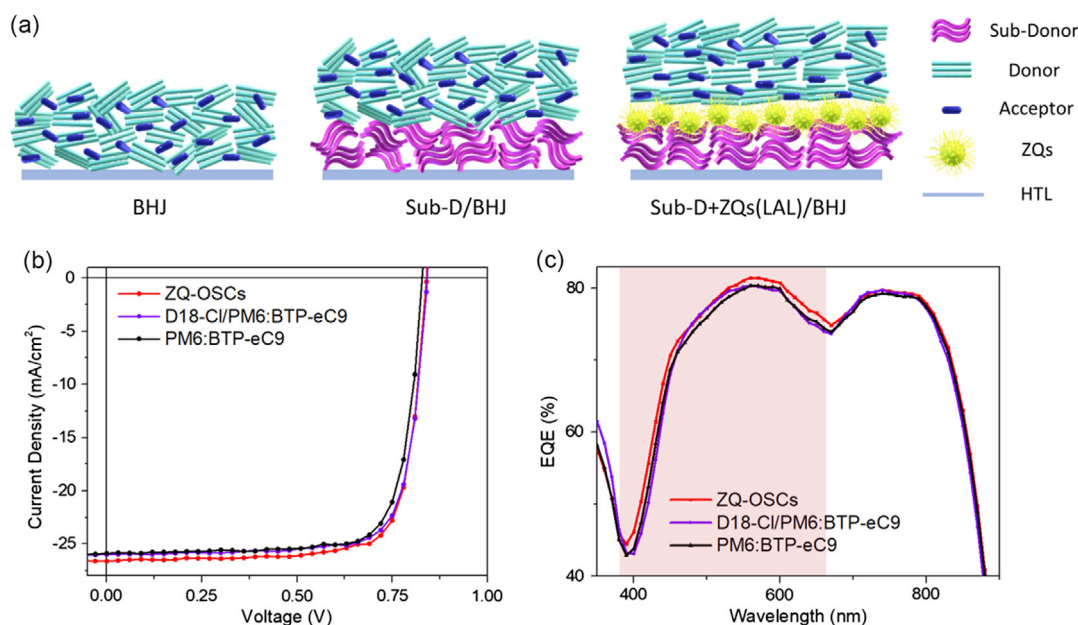 (a)
BHJ
Sub-D/BHJ
Sub-D+ZQs(LAL)/BHJ
Sub-Donor
Donor
Acceptor
ZQs
HTL
(b)
0
-5
-10
-15
-20
-25
Current Density (mA/cm²)
ZQ-OSCs
D18-Cl/PM6:BTP-eC9
PM6:BTP-eC9
0.00 0.25 0.50 0.75 1.00
Voltage (V)
(c)
80
60
40
EQE (%)
ZQ-OSCs
D18-Cl/PM6:BTP-eC9
PM6:BTP-eC9
400 600 800
Wavelength (nm)